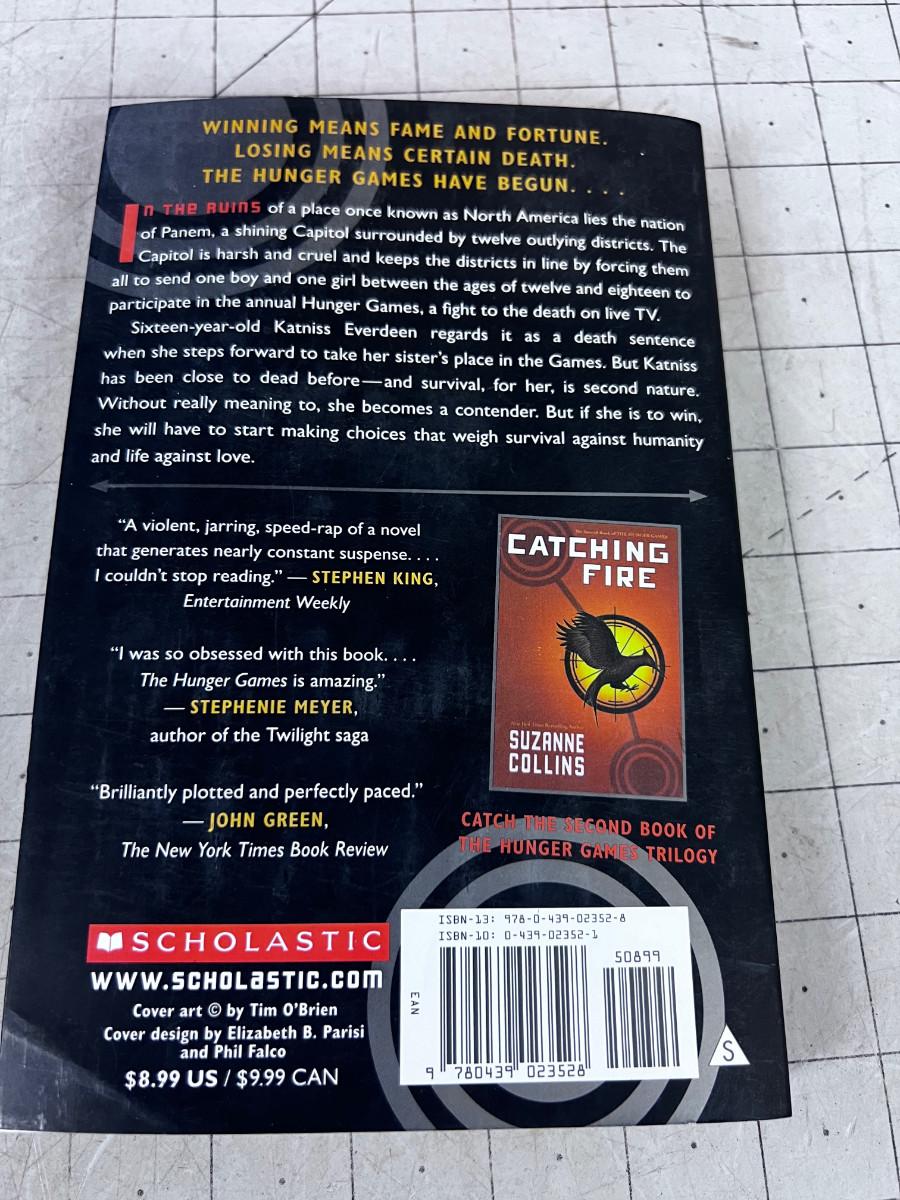 WINNING MEANS FAME AND FORTUNE.
LOSING MEANS CERTAIN DEATH.
THE HUNGER GAMES HAVE BEGUN. . . .
IN THE RUINS of a place once known as North America lies the nation
of Panem, a shining Capitol surrounded by twelve outlying districts. The
Capitol is harsh and cruel and keeps the districts in line by forcing them
all to send one boy and one girl between the ages of twelve and eighteen to
participate in the annual Hunger Games, a fight to the death on live TV.
Sixteen-year-old Katniss Everdeen regards it as a death sentence
when she steps forward to take her sister's place in the Games. But Katniss
has been close to dead before—and survival, for her, is second nature.
Without really meaning to, she becomes a contender. But if she is to win,
she will have to start making choices that weigh survival against humanity
and life against love.
“A violent, jarring, speed-rap of a novel
that generates nearly constant suspense. . . .
I couldn't stop reading.” — STEPHEN KING,
Entertainment Weekly
“I was so obsessed with this book. . . .
The Hunger Games is amazing.”
— STEPHENIE MEYER,
author of the Twilight saga
“Brilliantly plotted and perfectly paced.”
— JOHN GREEN,
The New York Times Book Review
The Second Book of THE HUNGER GAMES
CATCHING
FIRE
New York Times Bestselling Author
SUZANNE
COLLINS
CATCH THE SECOND BOOK OF
THE HUNGER GAMES TRILOGY
SCHOLASTIC
www.scholastic.com
Cover art © by Tim O'Brien
Cover design by Elizabeth B. Parisi
and Phil Falco
$8.99 US / $9.99 CAN
ISBN-13: 978-0-439-02352-8
ISBN-10: 0-439-02352-1
50899
EAN
9 780439 023528
S